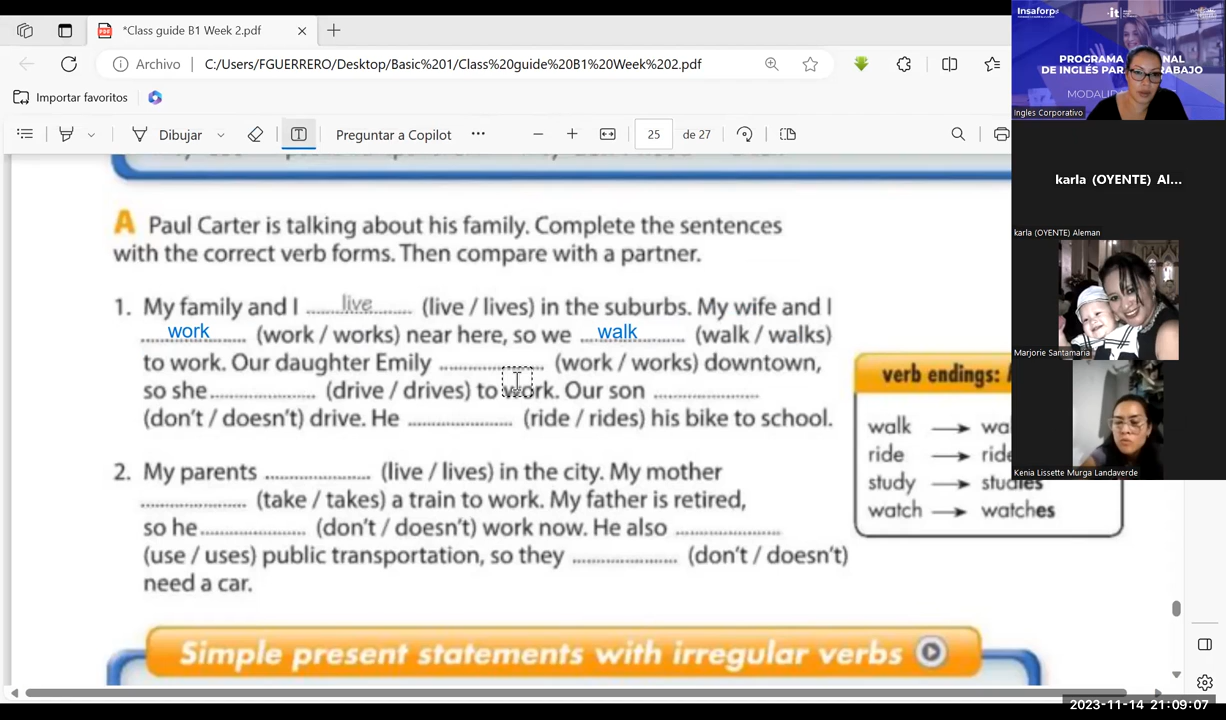 *Class guide B1 Week 2.pdf
Archivo C:/Users/FGUERRERO/Desktop/Basic%201/Class%20guide%20B1%20Week%202.pdf
Importar favoritos
Dibujar Preguntar a Copilot 25 de 27
A Paul Carter is talking about his family. Complete the sentences
with the correct verb forms. Then compare with a partner.
1. My family and I live (live / lives) in the suburbs. My wife and I
work (work / works) near here, so we walk (walk / walks)
to work. Our daughter Emily .................... (work / works) downtown,
so she .................... (drive / drives) to work. Our son ....................
(don't / doesn't) drive. He .................... (ride / rides) his bike to school.
2. My parents .................... (live / lives) in the city. My mother
.................... (take / takes) a train to work. My father is retired,
so he .................... (don't / doesn't) work now. He also ....................
(use / uses) public transportation, so they .................... (don't / doesn't)
need a car.
verb endings:
walk → wa
ride → ride
study → studies
watch → watches
Simple present statements with irregular verbs
Insaforp
it
PROGRAMA NAL
DE INGLÉS PAR RABAJO
MODALID
Ingles Corporativo
karla (OYENTE) Al...
karla (OYENTE) Aleman
Marjorie Santamaria
Kenia Lissette Murga Landaverde
2023-11-14 21:09:07